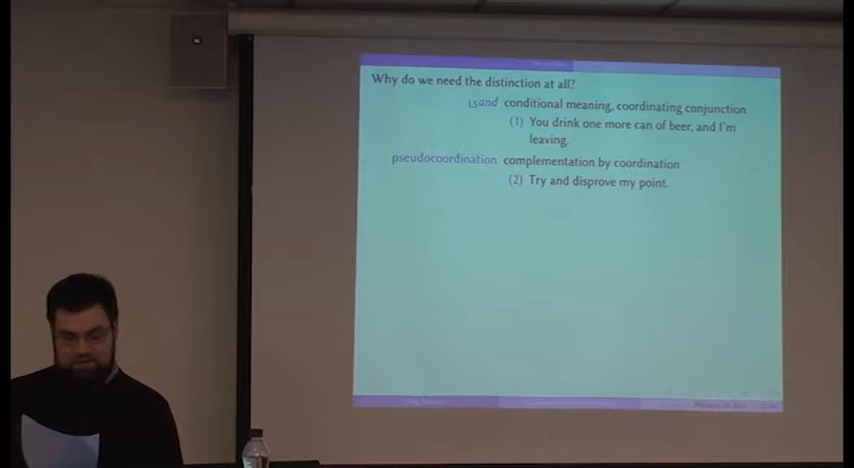 Why do we need the distinction at all?
LSand conditional meaning, coordinating conjunction
(1) You drink one more can of beer, and I'm
leaving.
pseudocoordination complementation by coordination
(2) Try and disprove my point.